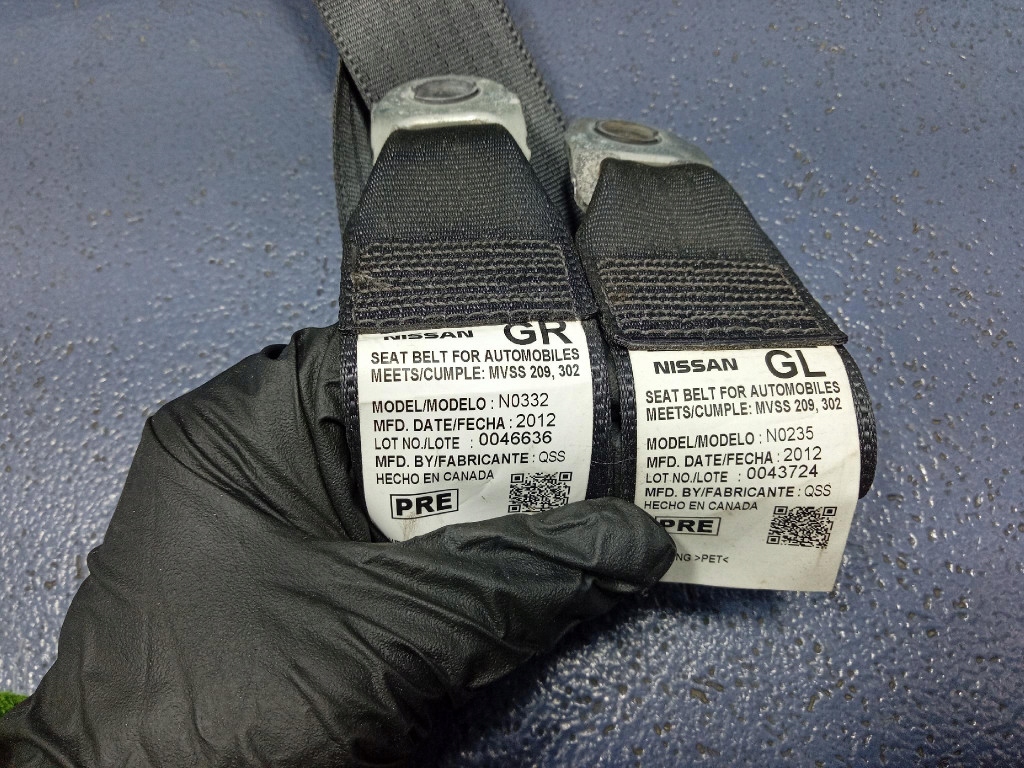 NISSAN GR
SEAT BELT FOR AUTOMOBILES
MEETS/CUMPLE: MVSS 209, 302
MODEL/MODELO : N0332
MFD. DATE/FECHA : 2012
LOT NO./LOTE : 0046636
MFD. BY/FABRICANTE : QSS
HECHO EN CANADA
PRE
NISSAN GL
SEAT BELT FOR AUTOMOBILES
MEETS/CUMPLE: MVSS 209, 302
MODEL/MODELO : N0235
MFD. DATE/FECHA : 2012
LOT NO./LOTE : 0043724
MFD. BY/FABRICANTE : QSS
HECHO EN CANADA
PRE
>PET<